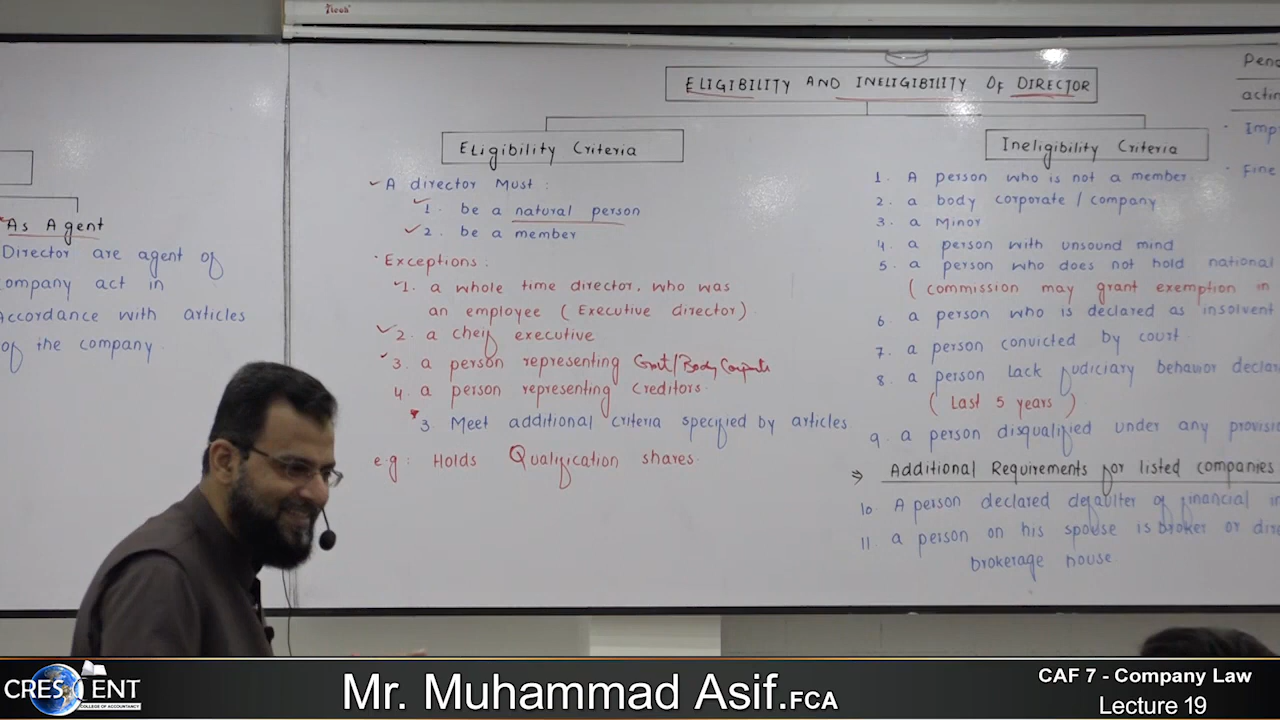 ELIGIBILITY AND INELIGIBILITY OF DIRECTOR
As Agent
Director are agent of
company act in
Accordance with articles
of the company
Eligibility Criteria
A director Must :
1. be a natural person
2. be a member
Exceptions :
1. a whole time director, who was
an employee ( Executive director).
2. a cheif executive
3. a person representing Govt/Body Corporate
4. a person representing creditors.
3. Meet additional criteria specified by articles
e.g : Holds Qualification shares.
Ineligibility Criteria
1. A person who is not a member.
2. a body corporate / company
3. a Minor
4. a person with unsound mind
5. a person who does not hold national
( commission may grant exemption in
6. a person who is declared as insolvent
7. a person convicted by court.
8. a person Lack judiciary behavior declar
( Last 5 years )
9. a person disqualified under any provisi
⇒ Additional Requirements for listed companies
10. A person declared defaulter of financial in
11. a person on his spouse is broker or dire
brokerage house.
Pena
actin
Imp
Fine
CRESCENT
COLLEGE OF ACCOUNTANCY
Mr. Muhammad Asif.FCA
CAF 7 - Company Law
Lecture 19